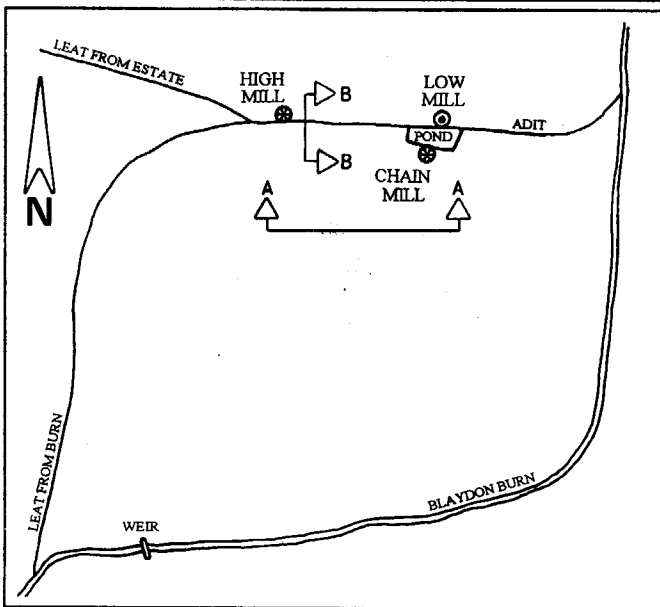 LEAT FROM ESTATE
HIGH
MILL
B
LOW
MILL
POND
ADIT
B
CHAIN
MILL
A
A
N
LEAT FROM BURN
WEIR
BLAYDON BURN